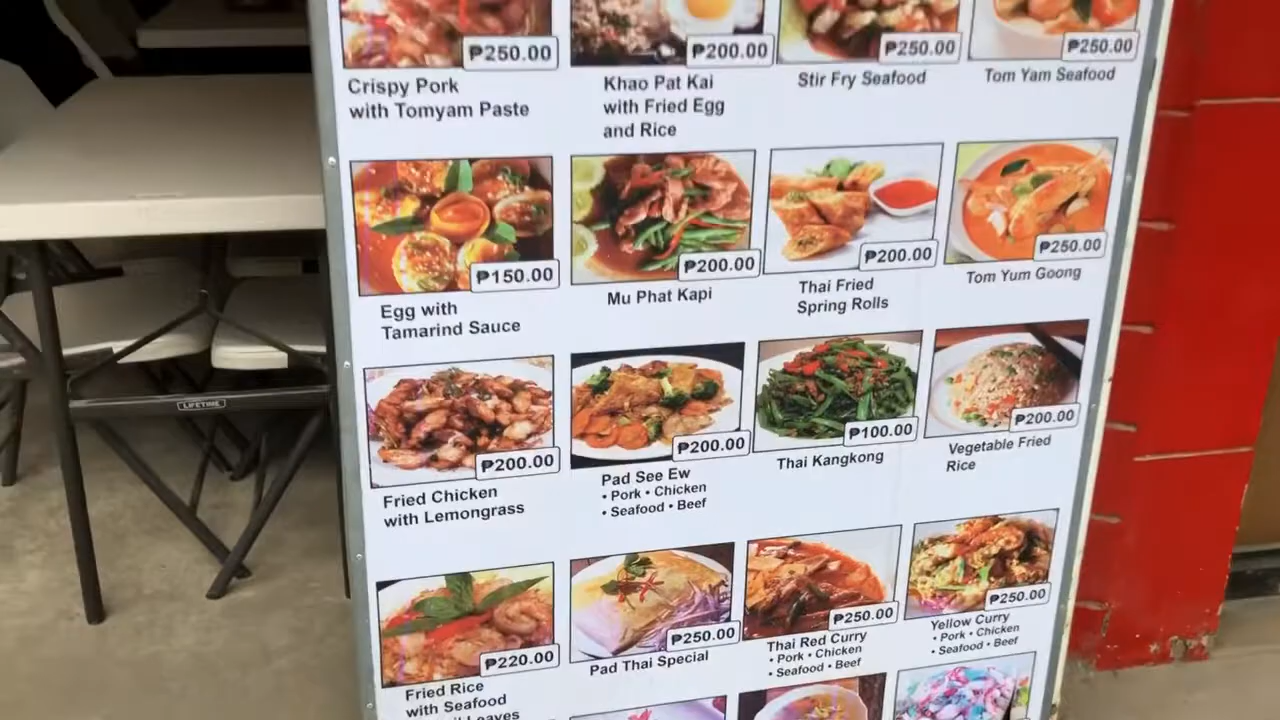 ₱250.00
₱200.00
₱250.00
₱250.00
Crispy Pork
with Tomyam Paste
Khao Pat Kai
with Fried Egg
and Rice
Stir Fry Seafood
Tom Yam Seafood
₱150.00
₱200.00
₱200.00
₱250.00
Egg with
Tamarind Sauce
Mu Phat Kapi
Thai Fried
Spring Rolls
Tom Yum Goong
₱200.00
₱200.00
₱100.00
₱200.00
Fried Chicken
with Lemongrass
Pad See Ew
• Pork • Chicken
• Seafood • Beef
Thai Kangkong
Vegetable Fried
Rice
₱220.00
₱250.00
₱250.00
₱250.00
Fried Rice
with Seafood
Leaves
Pad Thai Special
Thai Red Curry
• Pork • Chicken
• Seafood • Beef
Yellow Curry
• Pork • Chicken
• Seafood • Beef
LIFETIME